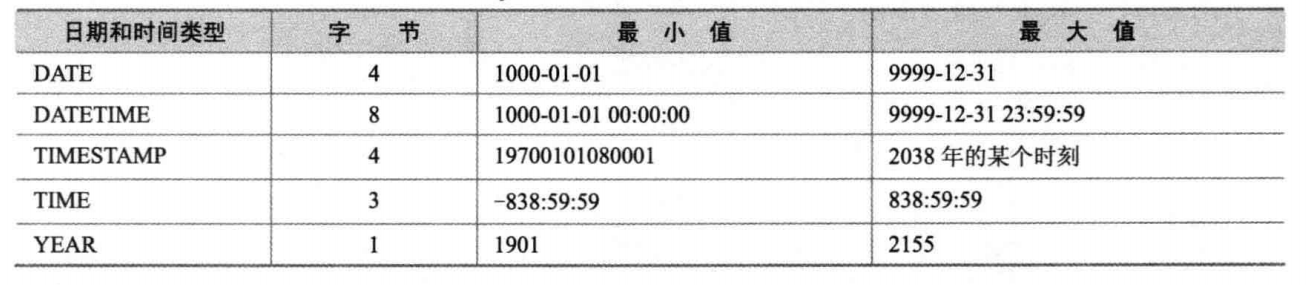 日期和时间类型 字 节 最 小 值 最 大 值
DATE 4 1000-01-01 9999-12-31
DATETIME 8 1000-01-01 00:00:00 9999-12-31 23:59:59
TIMESTAMP 4 19700101080001 2038 年的某个时刻
TIME 3 -838:59:59 838:59:59
YEAR 1 1901 2155